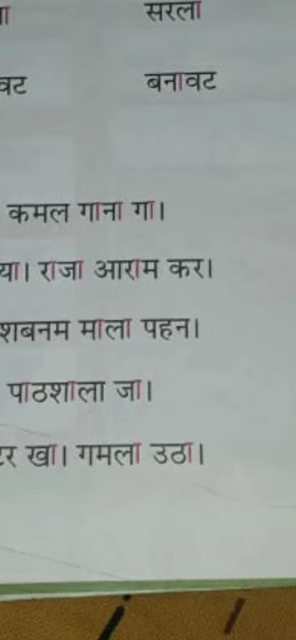 सरला
बनावट
कमल गाना गा।
राजा आराम कर।
शबनम माला पहन।
पाठशाला जा।
खा। गमला उठा।